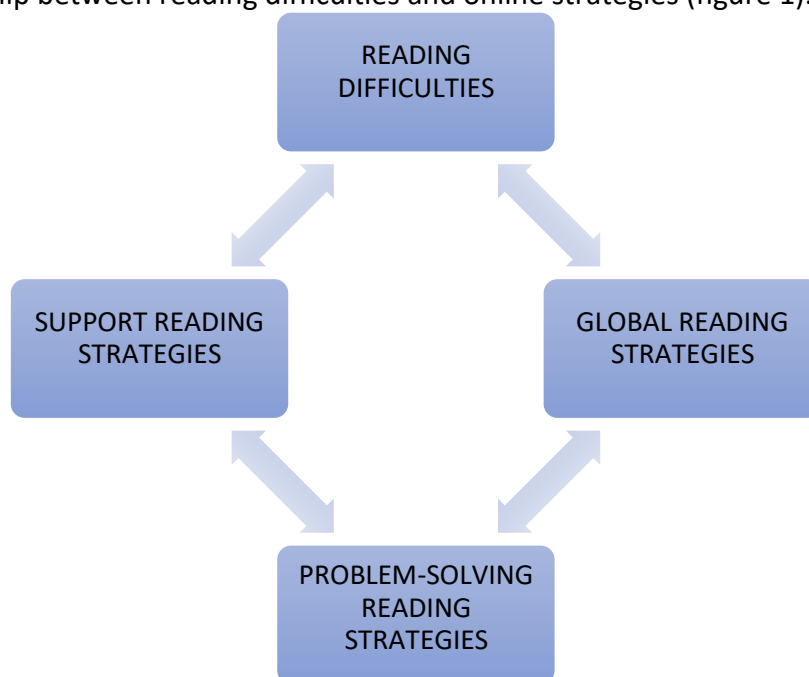 ip between reading difficulties and online strategies (figure 1).
READING
DIFFICULTIES
SUPPORT READING
STRATEGIES
GLOBAL READING
STRATEGIES
PROBLEM-SOLVING
READING
STRATEGIES